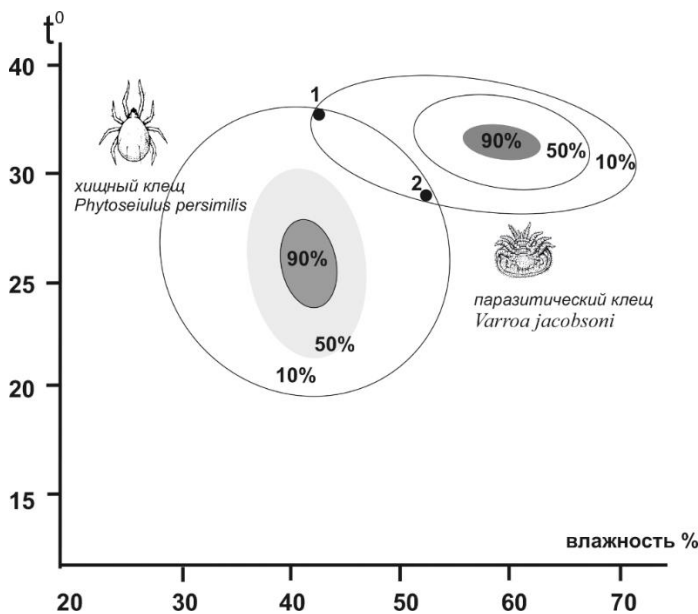 t⁰
40
1
90%
50%
10%
30
2
хищный клещ
Phytoseiulus persimilis
90%
25
паразитический клещ
Varroa jacobsoni
50%
10%
20
15
влажность %
20 30 40 50 60 70